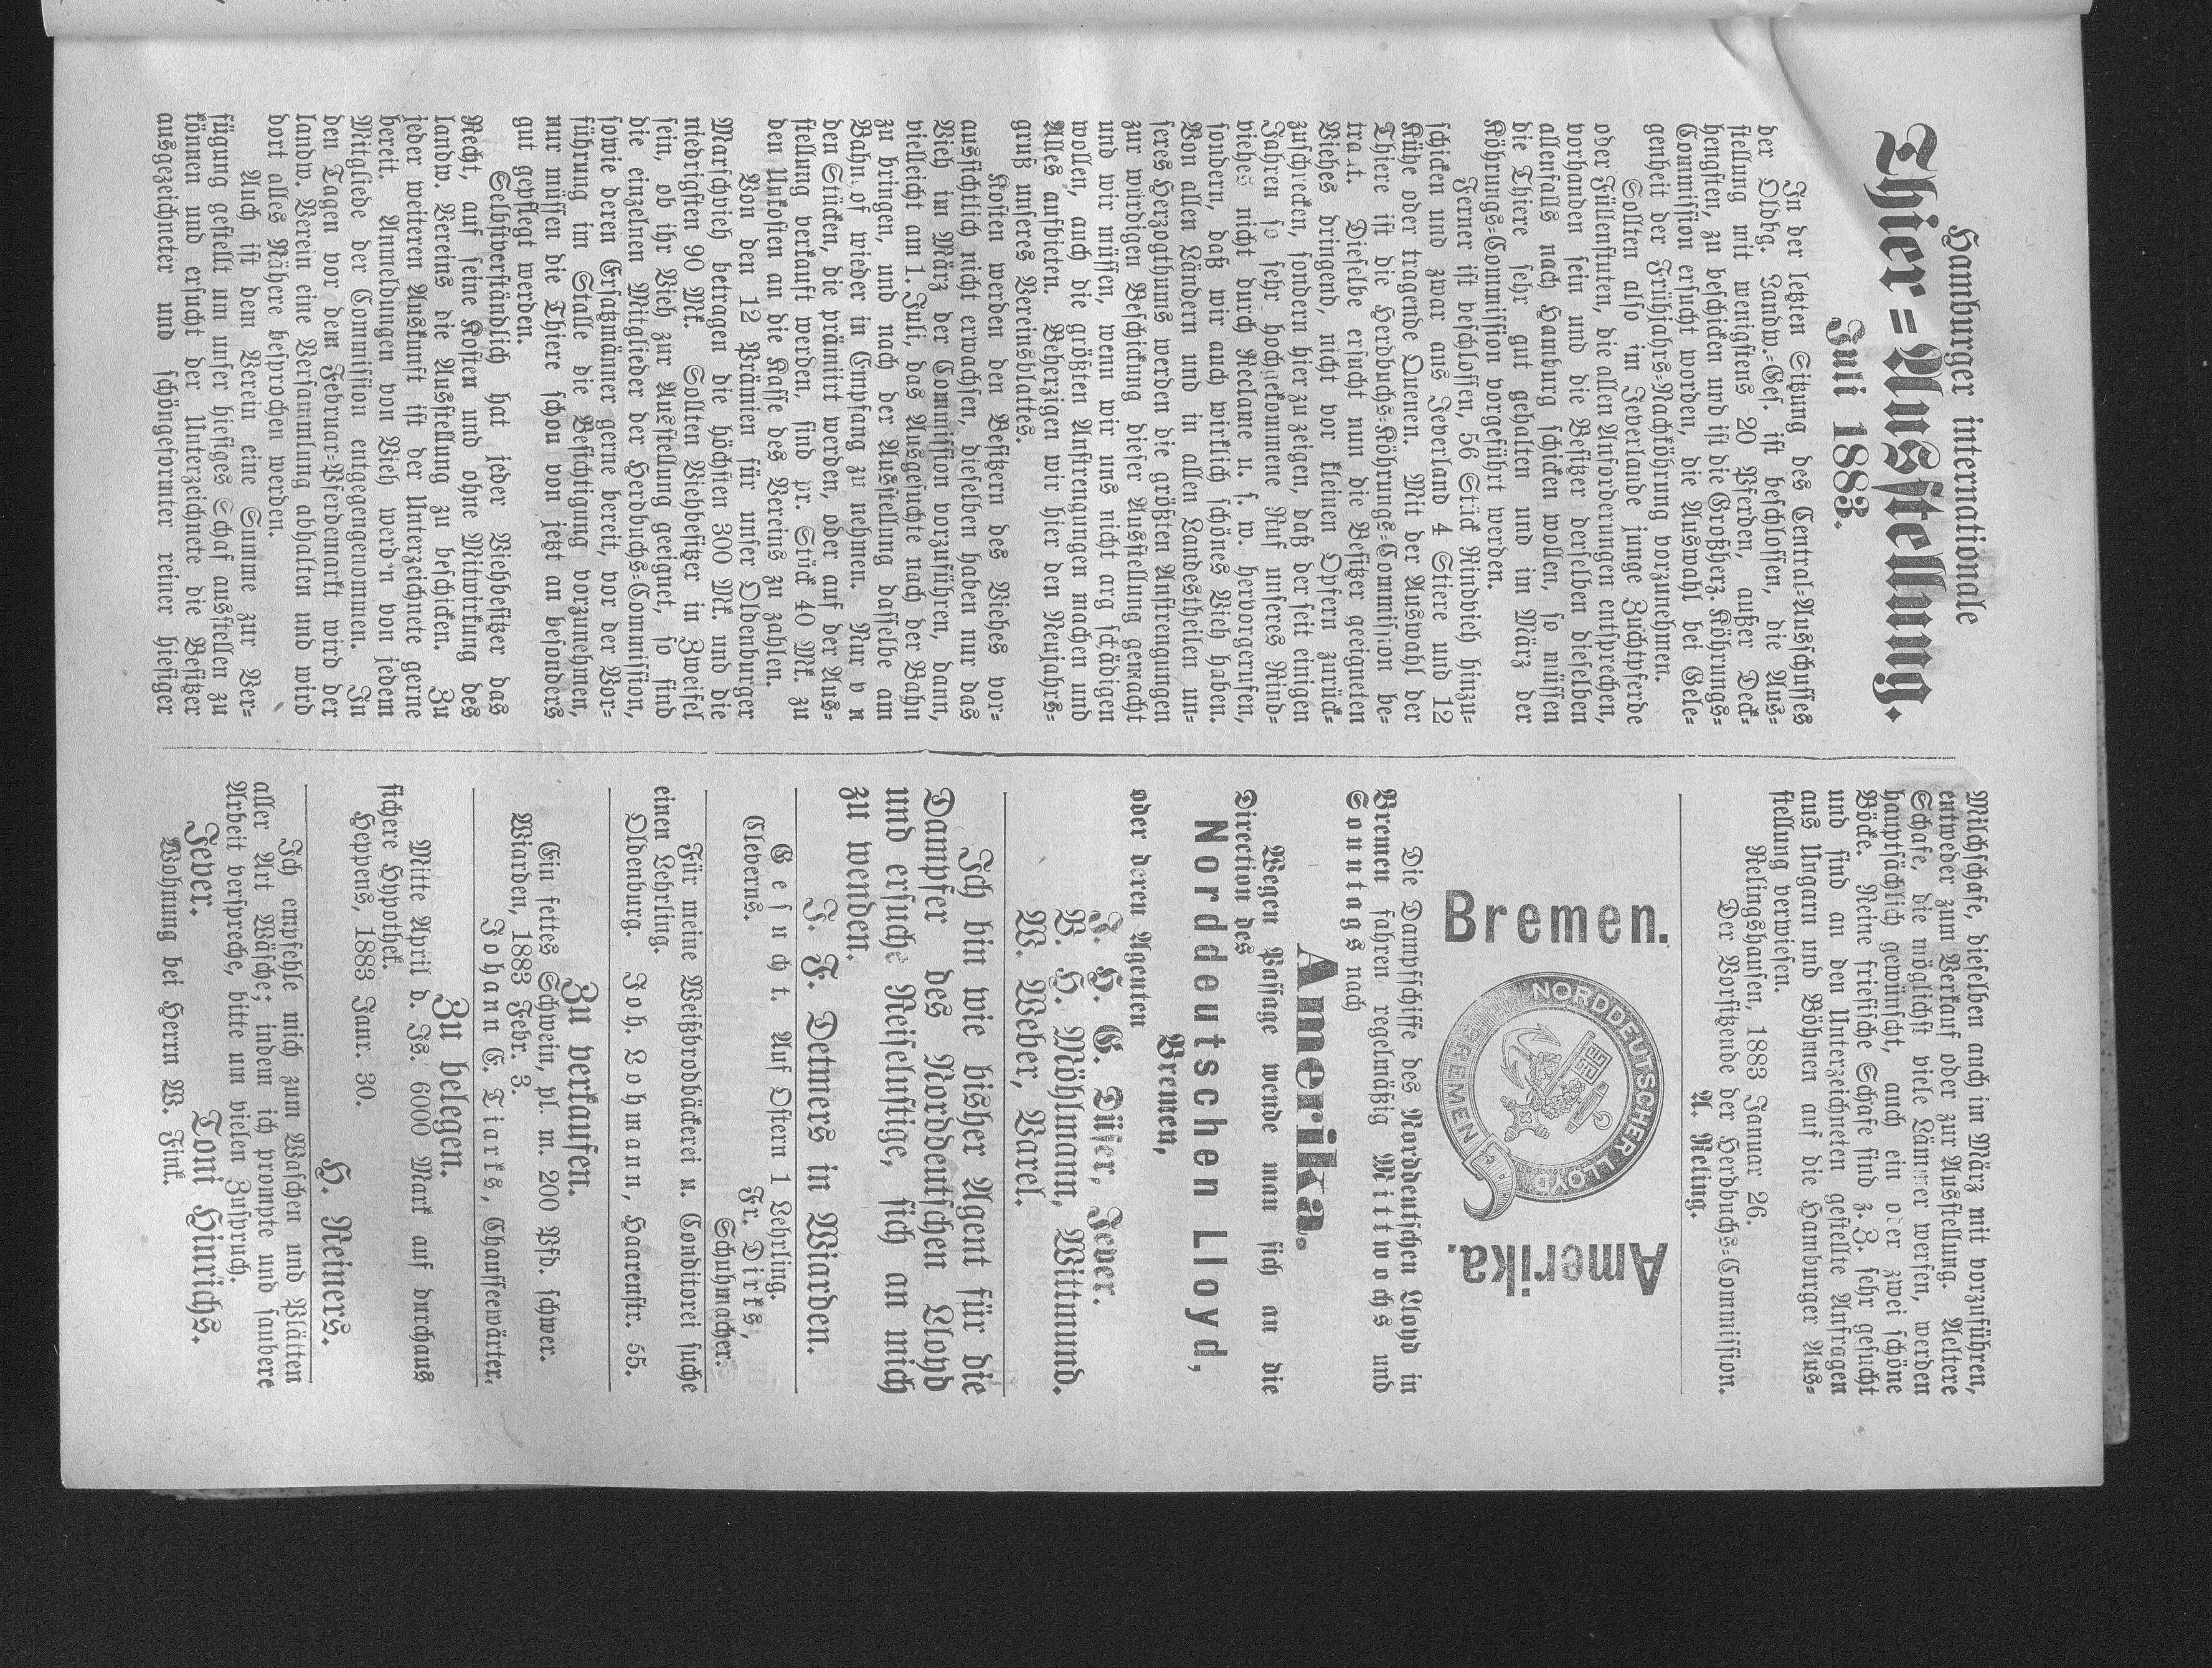 Hamburger internationale
Thier=Ausstellung.
Juli 1883.
In der letzten Sitzung des Central=Ausschusses
der Oldbg. Landw.=Ges. ist beschlossen, die Aus=
stellung mit wenigstens 20 Pferden, außer Deck=
hengsten, zu beschicken und ist die Großherz. Köhrungs=
Commission ersucht worden, die Auswahl bei Gele=
genheit der Frühjahrs=Nachköhrung vorzunehmen.
Sollten also im Jeverlande junge Zuchtpferde
oder Füllenstuten, die allen Anforderungen entsprechen,
vorhanden sein und die Besitzer derselben dieselben
allenfalls nach Hamburg schicken wollen, so müssen
die Thiere sehr gut gehalten und im März der
Köhrungs=Commission vorgeführt werden.
Ferner ist beschlossen, 56 Stück Rindvieh hinzu=
schicken und zwar aus Jeverland 4 Stiere und 12
Kühe oder tragende Quenen. Mit der Auswahl der
Thiere ist die Herdbuchs=Köhrungs=Commission be=
tra.t. Dieselbe ersucht nun die Besitzer geeigneten
Viehes dringend, nicht vor kleinen Opfern zurück=
zuschrecken, sondern hier zu zeigen, daß der seit einigen
Jahren so sehr hochgekommene Ruf unseres Rind=
viehes nicht durch Reclame u. s. w. hervorgerufen,
sondern, daß wir auch wirklich schönes Vieh haben.
Von allen Ländern und in allen Landestheilen un=
seres Herzogthums werden die größten Anstrengungen
zur würdigen Beschickung dieser Ausstellung gemacht
und wir müssen, wenn wir uns nicht arg schädigen
wollen, auch die größten Anstrengungen machen und
Alles aufbieten. Beherzigen wir hier den Neujahrs=
gruß unseres Vereinsblattes.
Kosten werden den Besitzern des Viehes vor=
aussichtlich nicht erwachsen, dieselben haben nur das
Vieh im März der Commission vorzuführen, dann,
vielleicht am 1. Juli, das Ausgesuchte nach der Bahn
zu bringen, und nach der Ausstellung dasselbe am
Bahn.of wieder in Empfang zu nehmen. Nur v n
den Stücken, die prämiirt werden, oder auf der Aus=
stellung verkauft werden, sind pr. Stück 40 Mk. zu
den Unkosten an die Kasse des Vereins zu zahlen.
Von den 12 Prämien für unser Oldenburger
Marschvieh betragen die höchsten 300 Mk. und die
niedrigsten 90 Mk. Sollten Viehbesitzer in Zweifel
sein, ob ihr Vieh zur Ausstellung geeignet, so sind
die einzelnen Mitglieder der Herdbuchs=Commission,
sowie deren Ersatzmänner gerne bereit, vor der Vor=
führung im Stalle die Besichtigung vorzunehmen,
nur müssen die Thiere schon von jetzt an besonders
gut gepflegt werden.
Selbstverständlich hat jeder Viehbesitzer das
Recht, auf seine Kosten und ohne Mitwirkung des
landw. Vereins die Ausstellung zu beschicken. Zu
jeder weiteren Auskunft ist der Unterzeichnete gerne
bereit. Anmeldungen von Vieh werd'n von jedem
Mitgliede der Commission entgegengenommen. In
den Tagen vor dem Februar=Pferdemarkt wird der
landw. Verein eine Versammlung abhalten und wird
dort alles Nähere besprochen werden.
Auch ist dem Verein eine Summe zur Ver=
fügung gestellt um unser hiesiges Schaf ausstellen zu
können und ersucht der Unterzeichnete die Besitzer
ausgezeichneter und schöngeformter reiner hiesiger
Milchschafe, dieselben auch im März mit vorzuführen,
entweder zum Verkauf oder zur Ausstellung. Aeltere
Schafe, die möglichst viele Lämmer werfen, werden
hauptsächlich gewünscht, auch ein oder zwei schöne
Böcke. Reine friesische Schafe sind z. Z. sehr gesucht
und sind an den Unterzeichneten gestellte Anfragen
aus Ungarn und Böhmen auf die Hamburger Aus=
stellung verwiesen.
Relingshausen, 1883 Januar 26.
Der Vorsitzende der Herdbuchs=Commission.
A. Reling.
Bremen.
NORDDEUTSCHER LLOYD
BREMEN
Amerika.
Die Dampfschiffe des Norddeutschen Lloyd in
Bremen fahren regelmäßig Mittwochs und
Sonntags nach
Amerika.
Wegen Passage wende man sich an die
Direction des
Norddeutschen Lloyd,
Bremen,
oder deren Agenten
J. H. C. Düser, Jever.
B. H. Möhlmann, Wittmund.
W. Weber, Varel.
Ich bin wie bisher Agent für die
Dampfer des Norddeutschen Lloyd
und ersuche Reiselustige, sich an mich
zu wenden.
J. F. Detmers in Wiarden.
Gesucht. Auf Ostern 1 Lehrling.
Cleverns. Fr. Dirks,
Schuhmacher.
Für meine Weißbrodbäckerei u. Conditorei suche
einen Lehrling.
Oldenburg. Joh. Lohmann, Haarenstr. 55.
Zu verkaufen.
Ein fettes Schwein, pl. m. 200 Pfd. schwer.
Wiarden, 1883 Febr. 3.
Johann E. Tiarks, Chausseewärter.
Zu belegen.
Mitte April d. Js. 6000 Mark auf durchaus
sichere Hypothek.
Heppens, 1883 Janr. 30.
H. Reiners.
Ich empfehle mich zum Waschen und Plätten
aller Art Wäsche; indem ich prompte und saubere
Arbeit verspreche, bitte um vielen Zuspruch.
Jever. Toni Hinrichs.
Wohnung bei Herrn W. Fink.